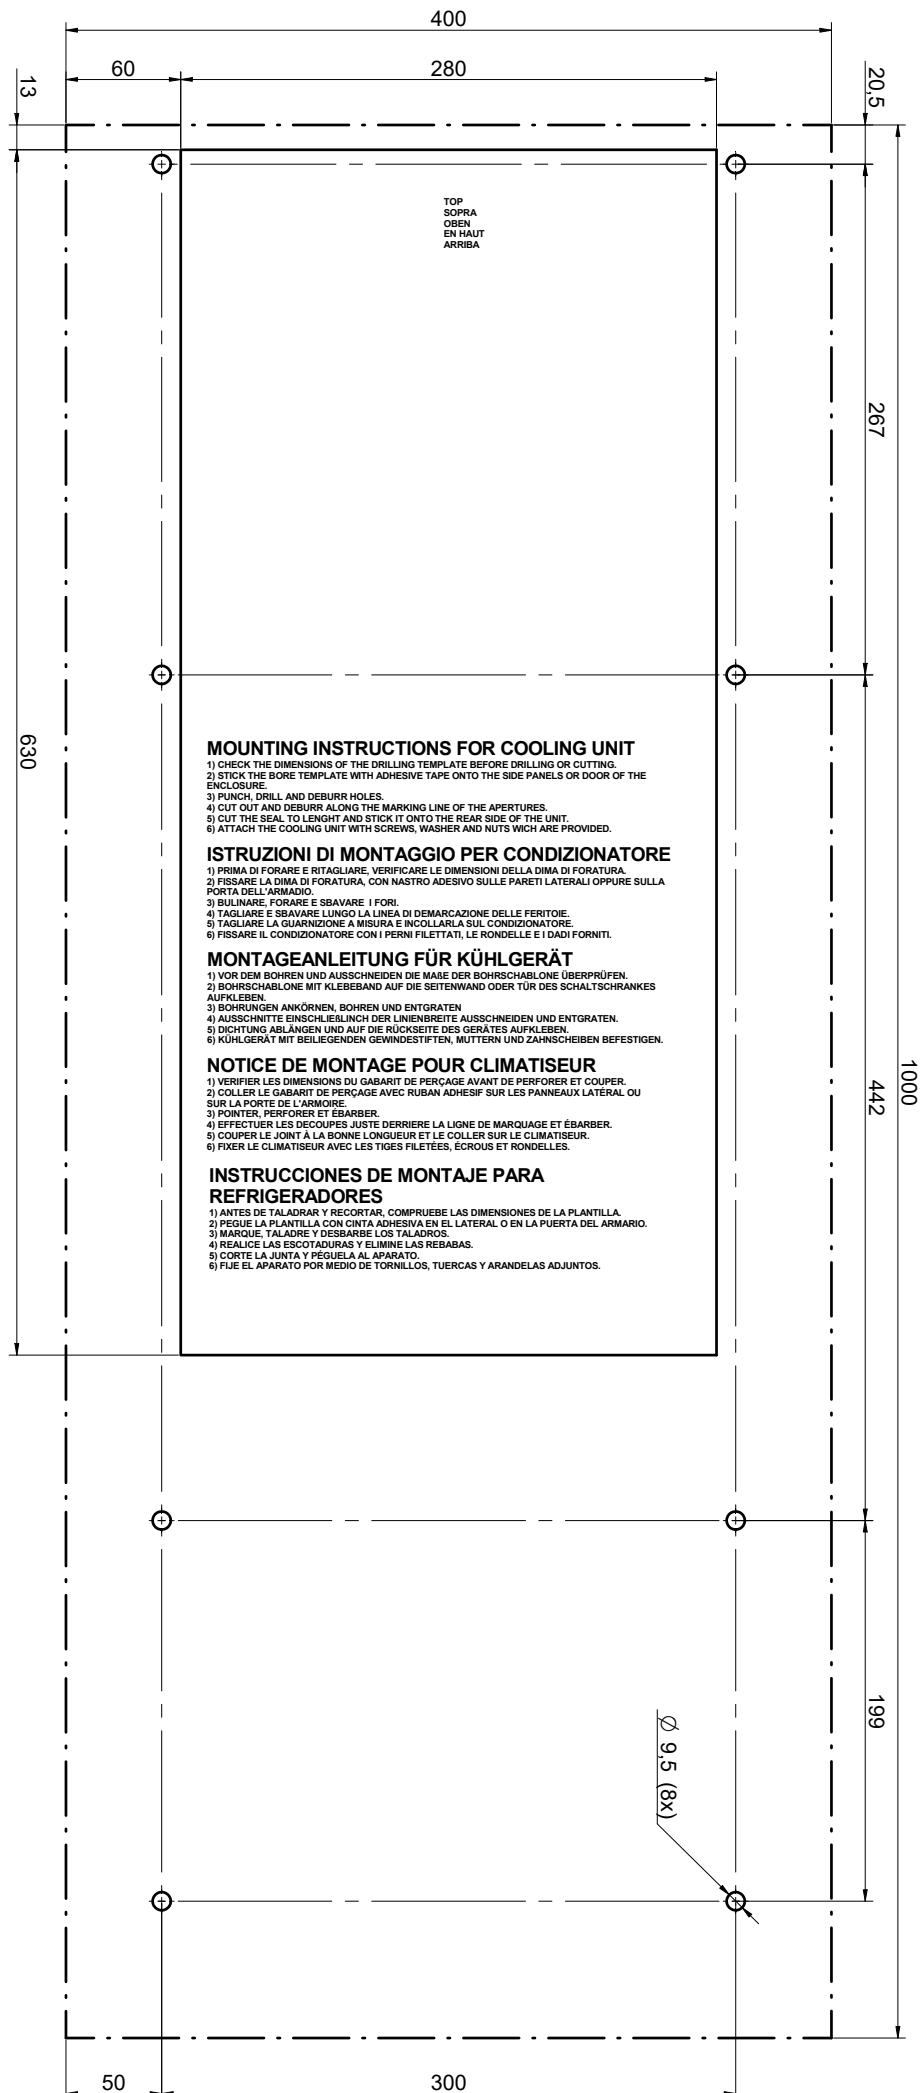 400
60
280
13
20,5
TOP
SOPRA
OBEN
EN HAUT
ARRIBA
267
630
MOUNTING INSTRUCTIONS FOR COOLING UNIT
1) CHECK THE DIMENSIONS OF THE DRILLING TEMPLATE BEFORE DRILLING OR CUTTING.
2) STICK THE BORE TEMPLATE WITH ADHESIVE TAPE ONTO THE SIDE PANELS OR DOOR OF THE
ENCLOSURE.
3) PUNCH, DRILL AND DEBURR HOLES.
4) CUT OUT AND DEBURR ALONG THE MARKING LINE OF THE APERTURES.
5) CUT THE SEAL TO LENGHT AND STICK IT ONTO THE REAR SIDE OF THE UNIT.
6) ATTACH THE COOLING UNIT WITH SCREWS, WASHER AND NUTS WICH ARE PROVIDED.
ISTRUZIONI DI MONTAGGIO PER CONDIZIONATORE
1) PRIMA DI FORARE E RITAGLIARE, VERIFICARE LE DIMENSIONI DELLA DIMA DI FORATURA.
2) FISSARE LA DIMA DI FORATURA, CON NASTRO ADESIVO SULLE PARETI LATERALI OPPURE SULLA
PORTA DELL'ARMADIO.
3) BULINARE, FORARE E SBAVARE I FORI.
4) TAGLIARE E SBAVARE LUNGO LA LINEA DI DEMARCAZIONE DELLE FERITOIE.
5) TAGLIARE LA GUARNIZIONE A MISURA E INCOLLARLA SUL CONDIZIONATORE.
6) FISSARE IL CONDIZIONATORE CON I PERNI FILETTATI, LE RONDELLE E I DADI FORNITI.
MONTAGEANLEITUNG FÜR KÜHLGERÄT
1) VOR DEM BOHREN UND AUSSCHNEIDEN DIE MAßE DER BOHRSCHABLONE ÜBERPRÜFEN.
2) BOHRSCHABLONE MIT KLEBEBAND AUF DIE SEITENWAND ODER TÜR DES SCHALTSCHRANKES
AUFKLEBEN.
3) BOHRUNGEN ANKÖRNEN, BOHREN UND ENTGRATEN
4) AUSSCHNITTE EINSCHLIEßLINCH DER LINIENBREITE AUSSCHNEIDEN UND ENTGRATEN.
5) DICHTUNG ABLÄNGEN UND AUF DIE RÜCKSEITE DES GERÄTES AUFKLEBEN.
6) KÜHLGERÄT MIT BEILIEGENDEN GEWINDESTIFTEN, MUTTERN UND ZAHNSCHEIBEN BEFESTIGEN.
NOTICE DE MONTAGE POUR CLIMATISEUR
1) VERIFIER LES DIMENSIONS DU GABARIT DE PERÇAGE AVANT DE PERFORER ET COUPER.
2) COLLER LE GABARIT DE PERÇAGE AVEC RUBAN ADHESIF SUR LES PANNEAUX LATÉRAL OU
SUR LA PORTE DE L'ARMOIRE.
3) POINTER, PERFORER ET ÉBARBER.
4) EFFECTUER LES DECOUPES JUSTE DERRIERE LA LIGNE DE MARQUAGE ET ÉBARBER.
5) COUPER LE JOINT À LA BONNE LONGUEUR ET LE COLLER SUR LE CLIMATISEUR.
6) FIXER LE CLIMATISEUR AVEC LES TIGES FILETÉES, ÉCROUS ET RONDELLES.
INSTRUCCIONES DE MONTAJE PARA
REFRIGERADORES
1) ANTES DE TALADRAR Y RECORTAR, COMPRUEBE LAS DIMENSIONES DE LA PLANTILLA.
2) PEGUE LA PLANTILLA CON CINTA ADHESIVA EN EL LATERAL O EN LA PUERTA DEL ARMARIO.
3) MARQUE, TALADRE Y DESBARBE LOS TALADROS.
4) REALICE LAS ESCOTADURAS Y ELIMINE LAS REBABAS.
5) CORTE LA JUNTA Y PÉGUELA AL APARATO.
6) FIJE EL APARATO POR MEDIO DE TORNILLOS, TUERCAS Y ARANDELAS ADJUNTOS.
1000
442
199
Ø 9,5 (8x)
50
300